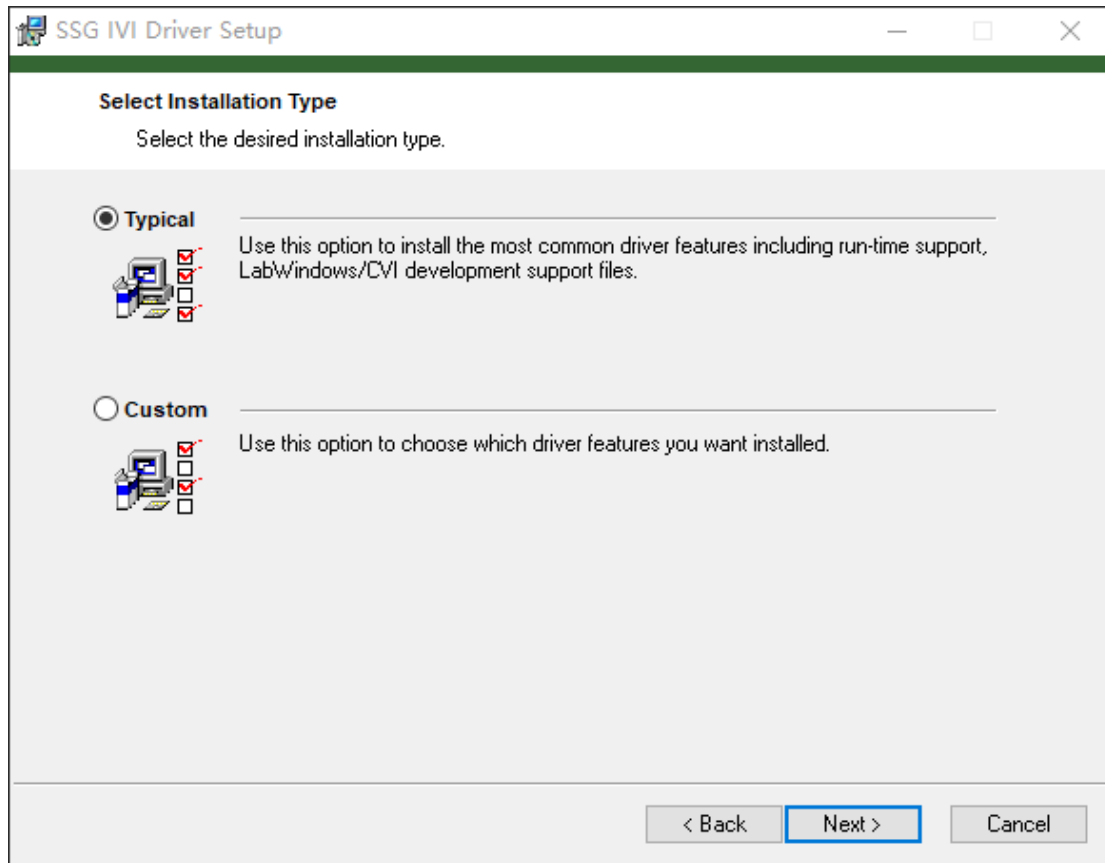 SSG IVI Driver Setup
Select Installation Type
Select the desired installation type.
Typical
Use this option to install the most common driver features including run-time support,
LabWindows/CVI development support files.
Custom
Use this option to choose which driver features you want installed.
< Back
Next >
Cancel